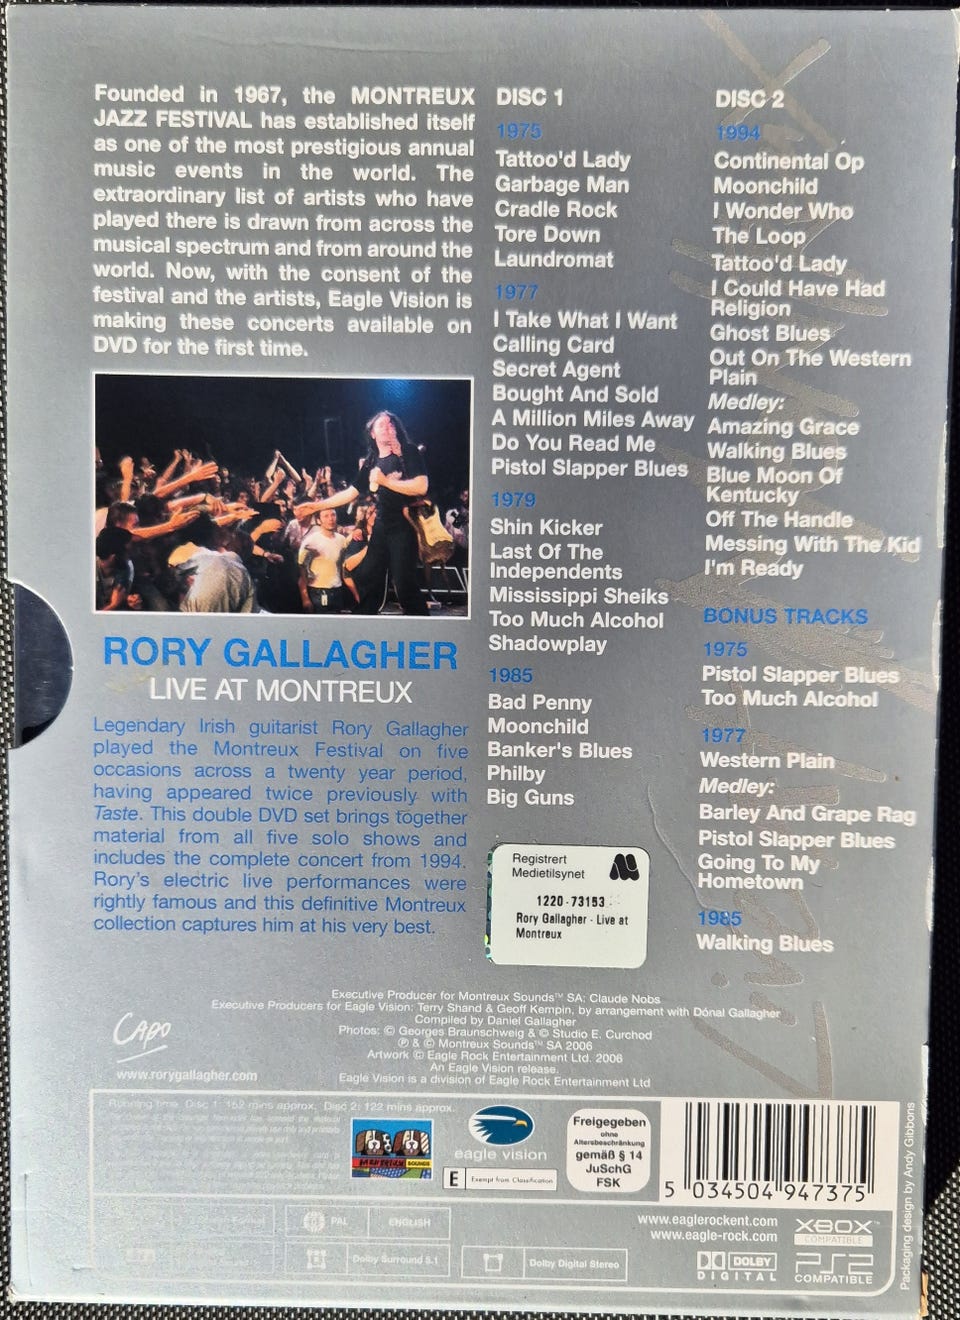 Founded in 1967, the MONTREUX
JAZZ FESTIVAL has established itself
as one of the most prestigious annual
music events in the world. The
extraordinary list of artists who have
played there is drawn from across the
musical spectrum and from around the
world. Now, with the consent of the
festival and the artists, Eagle Vision is
making these concerts available on
DVD for the first time.
RORY GALLAGHER
LIVE AT MONTREUX
Legendary Irish guitarist Rory Gallagher
played the Montreux Festival on five
occasions across a twenty year period,
having appeared twice previously with
Taste. This double DVD set brings together
material from all five solo shows and
includes the complete concert from 1994.
Rory's electric live performances were
rightly famous and this definitive Montreux
collection captures him at his very best.
DISC 1
1975
Tattoo'd Lady
Garbage Man
Cradle Rock
Tore Down
Laundromat
1977
I Take What I Want
Calling Card
Secret Agent
Bought And Sold
A Million Miles Away
Do You Read Me
Pistol Slapper Blues
1979
Shin Kicker
Last Of The
Independents
Mississippi Sheiks
Too Much Alcohol
Shadowplay
1985
Bad Penny
Moonchild
Banker's Blues
Philby
Big Guns
DISC 2
1994
Continental Op
Moonchild
I Wonder Who
The Loop
Tattoo'd Lady
I Could Have Had
Religion
Ghost Blues
Out On The Western
Plain
Medley:
Amazing Grace
Walking Blues
Blue Moon Of
Kentucky
Off The Handle
Messing With The Kid
I'm Ready
BONUS TRACKS
1975
Pistol Slapper Blues
Too Much Alcohol
1977
Western Plain
Medley:
Barley And Grape Rag
Pistol Slapper Blues
Going To My
Hometown
1985
Walking Blues
Registrert
Medietilsynet
1220-73153
Rory Gallagher - Live at
Montreux
Executive Producer for Montreux Sounds™ SA: Claude Nobs
Executive Producers for Eagle Vision: Terry Shand & Geoff Kempin, by arrangement with Dónal Gallagher
Compiled by Daniel Gallagher
Photos: © Georges Braunschweig & © Studio E. Curchod
℗ & © Montreux Sounds™ SA 2006
Artwork © Eagle Rock Entertainment Ltd. 2006
An Eagle Vision release.
Eagle Vision is a division of Eagle Rock Entertainment Ltd
Capo
www.rorygallagher.com
Running time: Disc 1: 152 mins approx. Disc 2: 122 mins approx.
MONTREUX SOUNDS
eagle vision
E Exempt from Classification
Freigegeben
ohne
Altersbeschränkung
gemäß § 14
JuSchG
FSK
5 034504 947375
PAL
ENGLISH
Dolby Surround 5.1
Dolby Digital Stereo
www.eaglerockent.com
www.eagle-rock.com
DOLBY
DIGITAL
XBOX™
COMPATIBLE
PS2
COMPATIBLE
Packaging design by Andy Gibbons